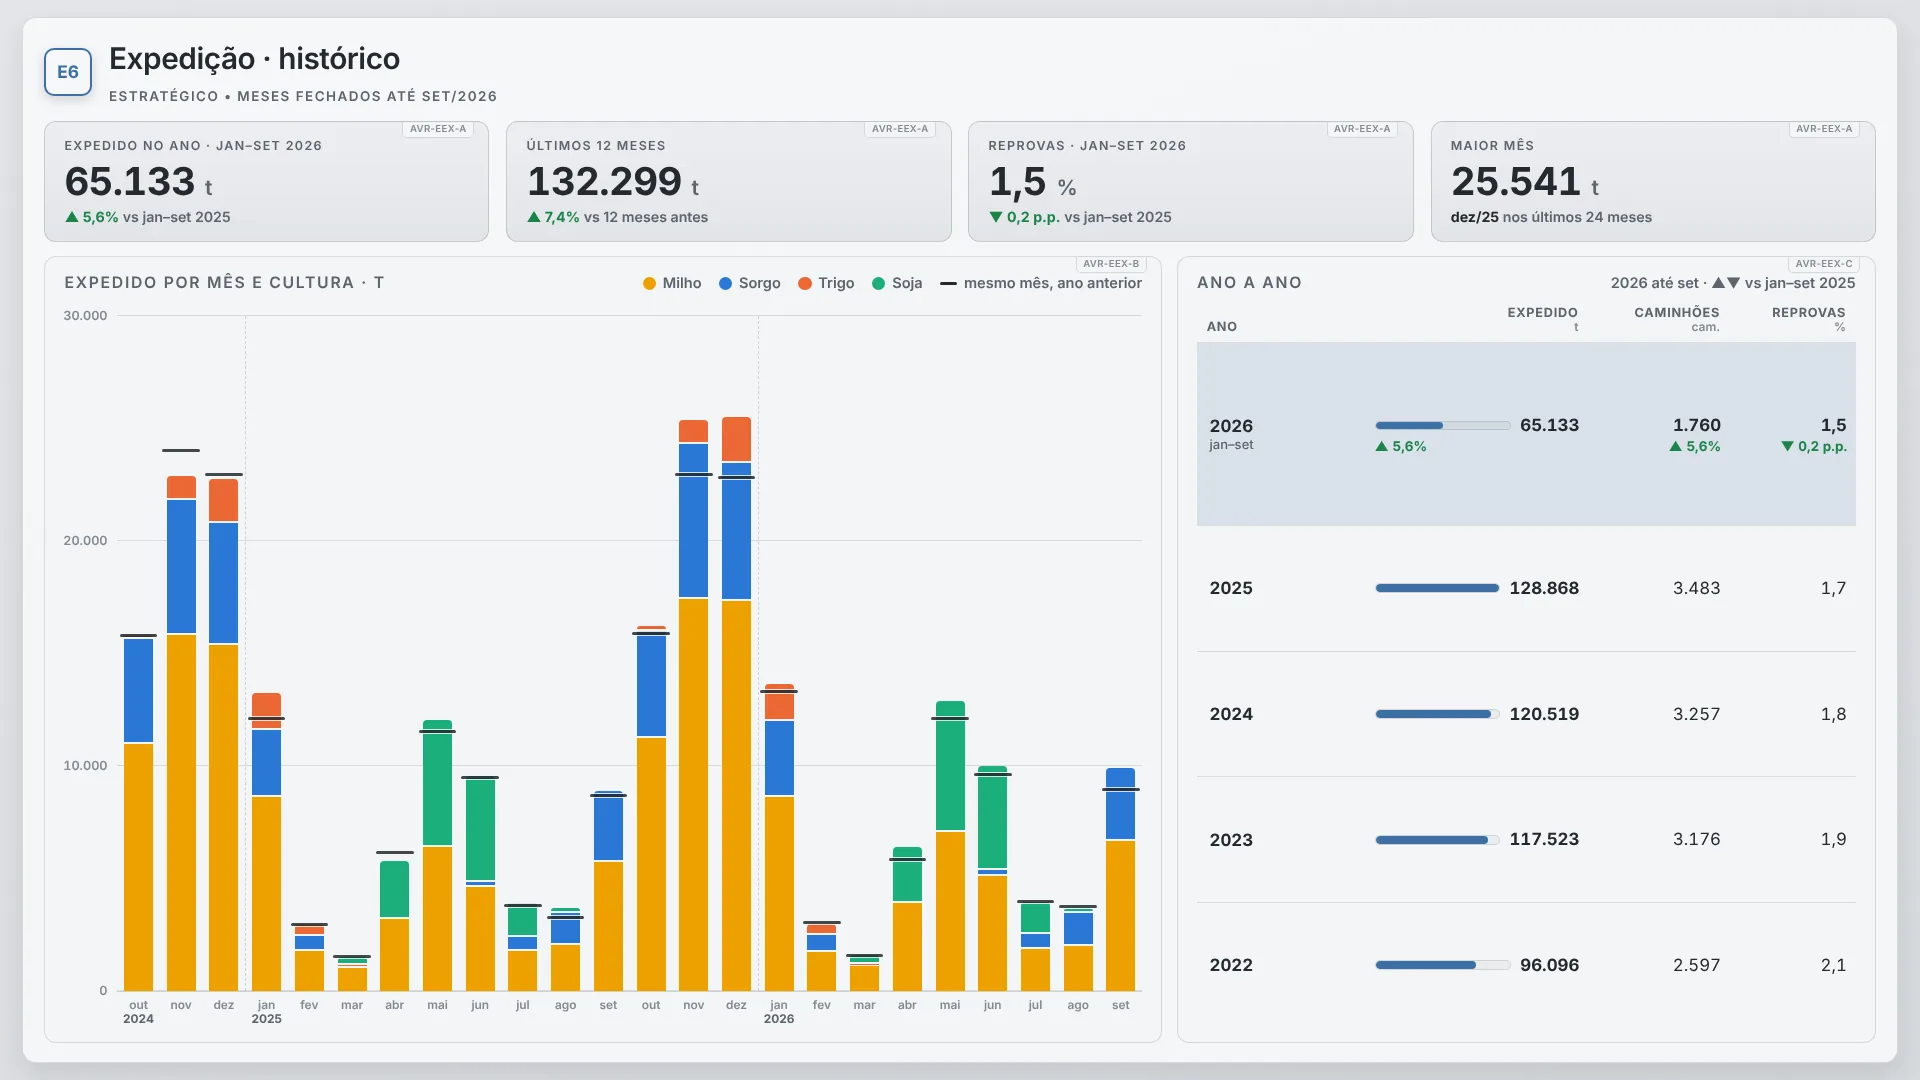 E6
Expedição · histórico
ESTRATÉGICO • MESES FECHADOS ATÉ SET/2026
AVR-EEX-A
EXPEDIDO NO ANO · JAN–SET 2026
65.133 t
▲ 5,6% vs jan–set 2025
AVR-EEX-A
ÚLTIMOS 12 MESES
132.299 t
▲ 7,4% vs 12 meses antes
AVR-EEX-A
REPROVAS · JAN–SET 2026
1,5 %
▼ 0,2 p.p. vs jan–set 2025
AVR-EEX-A
MAIOR MÊS
25.541 t
dez/25 nos últimos 24 meses
AVR-EEX-B
EXPEDIDO POR MÊS E CULTURA · T
Milho Sorgo Trigo Soja mesmo mês, ano anterior
30.000
20.000
10.000
0
out nov dez jan fev mar abr mai jun jul ago set out nov dez jan fev mar abr mai jun jul ago set
2024 2025 2026
AVR-EEX-C
ANO A ANO
2026 até set · ▲▼ vs jan–set 2025
ANO EXPEDIDO CAMINHÕES REPROVAS
t cam. %
2026 65.133 1.760 1,5
jan–set ▲ 5,6% ▲ 5,6% ▼ 0,2 p.p.
2025 128.868 3.483 1,7
2024 120.519 3.257 1,8
2023 117.523 3.176 1,9
2022 96.096 2.597 2,1